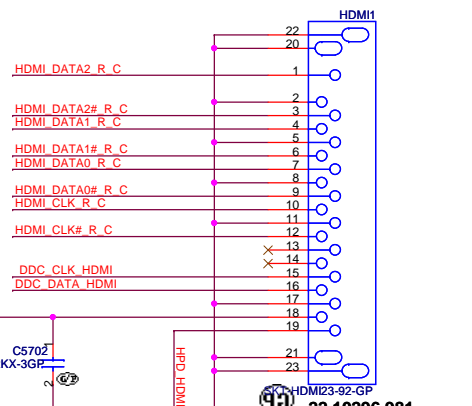 HDMI1
22
20
HDMI_DATA2_R_C 1
2
HDMI_DATA2#_R_C 3
HDMI_DATA1_R_C 4
5
HDMI_DATA1#_R_C 6
HDMI_DATA0_R_C 7
8
HDMI_DATA0#_R_C 9
HDMI_CLK_R_C 10
11
HDMI_CLK#_R_C 12
13
14
DDC_CLK_HDMI 15
DDC_DATA_HDMI 16
17
18
19
C5702 1
KX-3GP
2
HPD_HDMI
21
23
SKT-HDMI23-92-GP